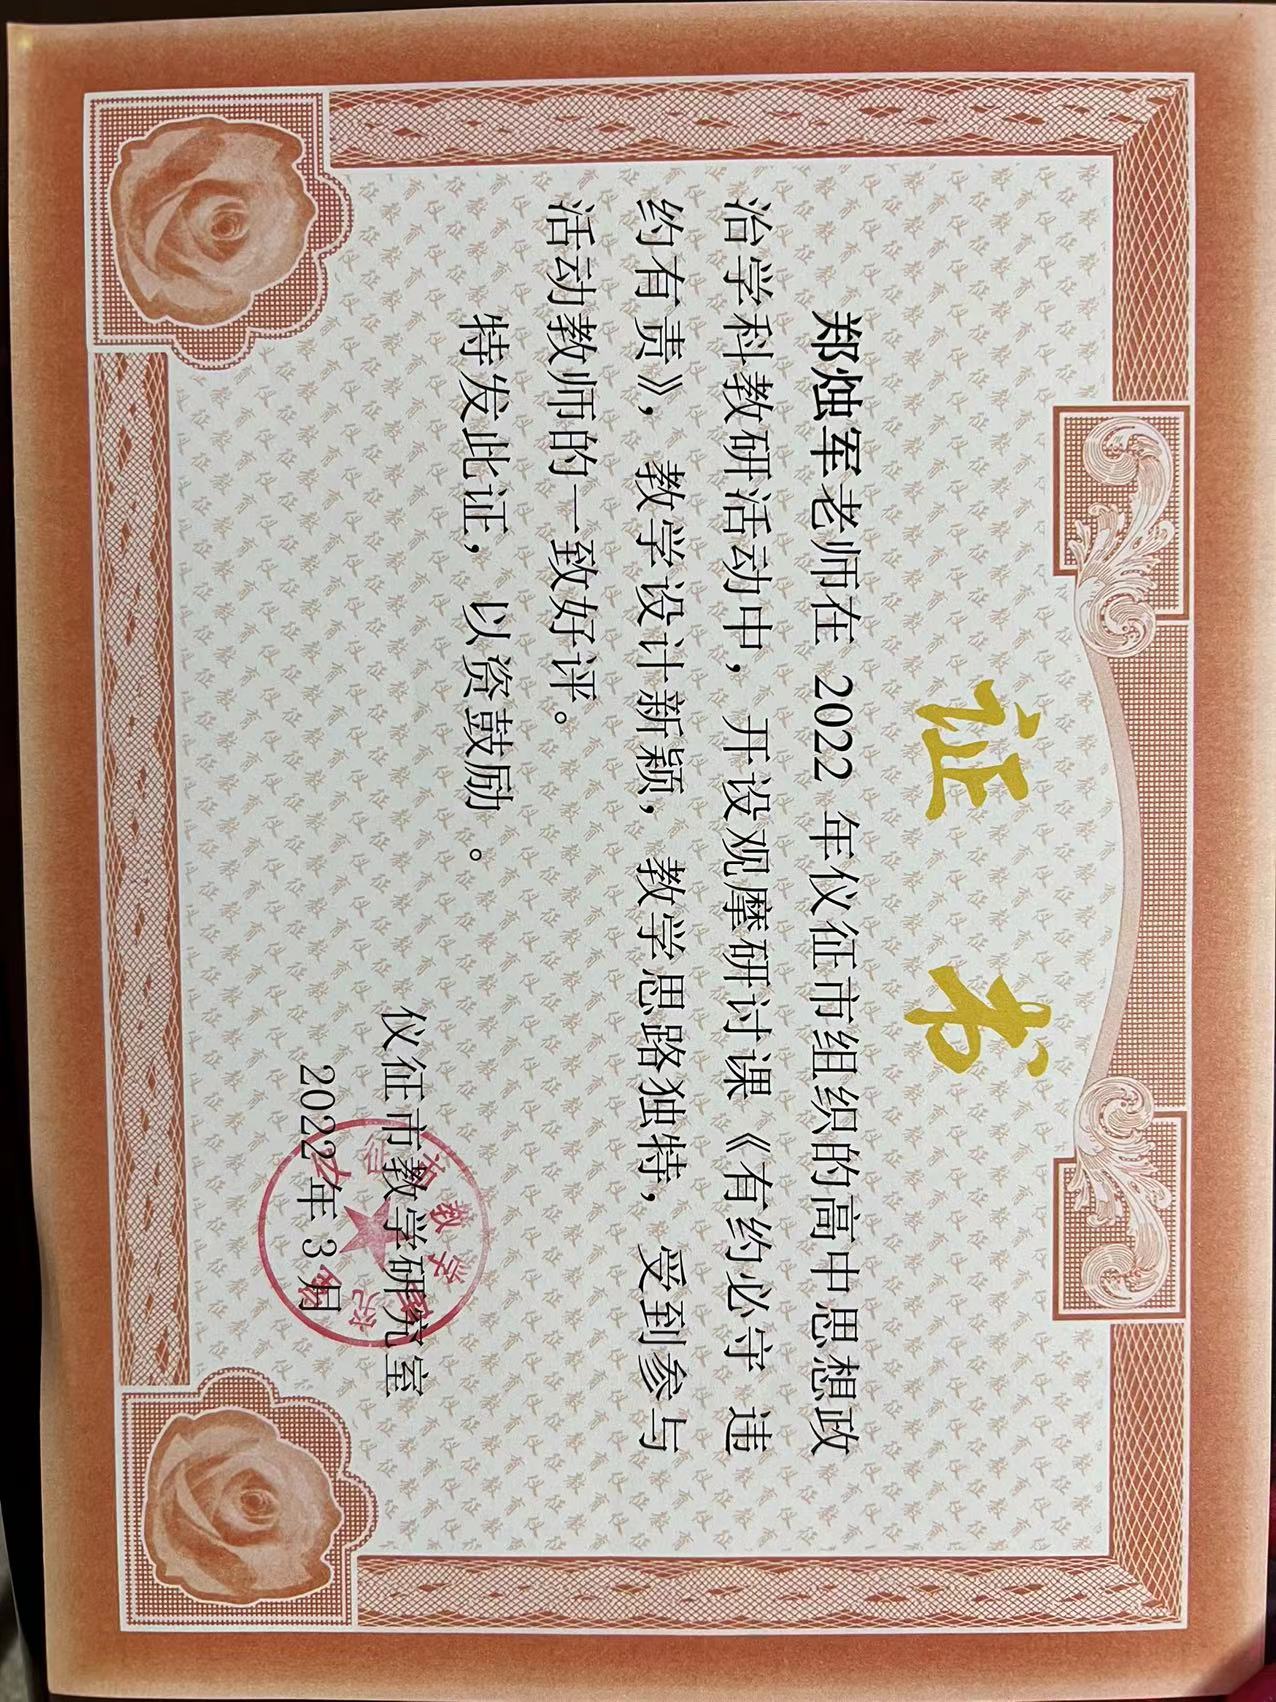 证书
郑烛军老师在 2022 年仪征市组织的高中思想政
治学科教研活动中，开设观摩研讨课《有约必守 违
约有责》，教学设计新颖，教学思路独特，受到参与
活动教师的一致好评。
特发此证，以资鼓励 。
仪征市教学研究室
2022 年 3 月